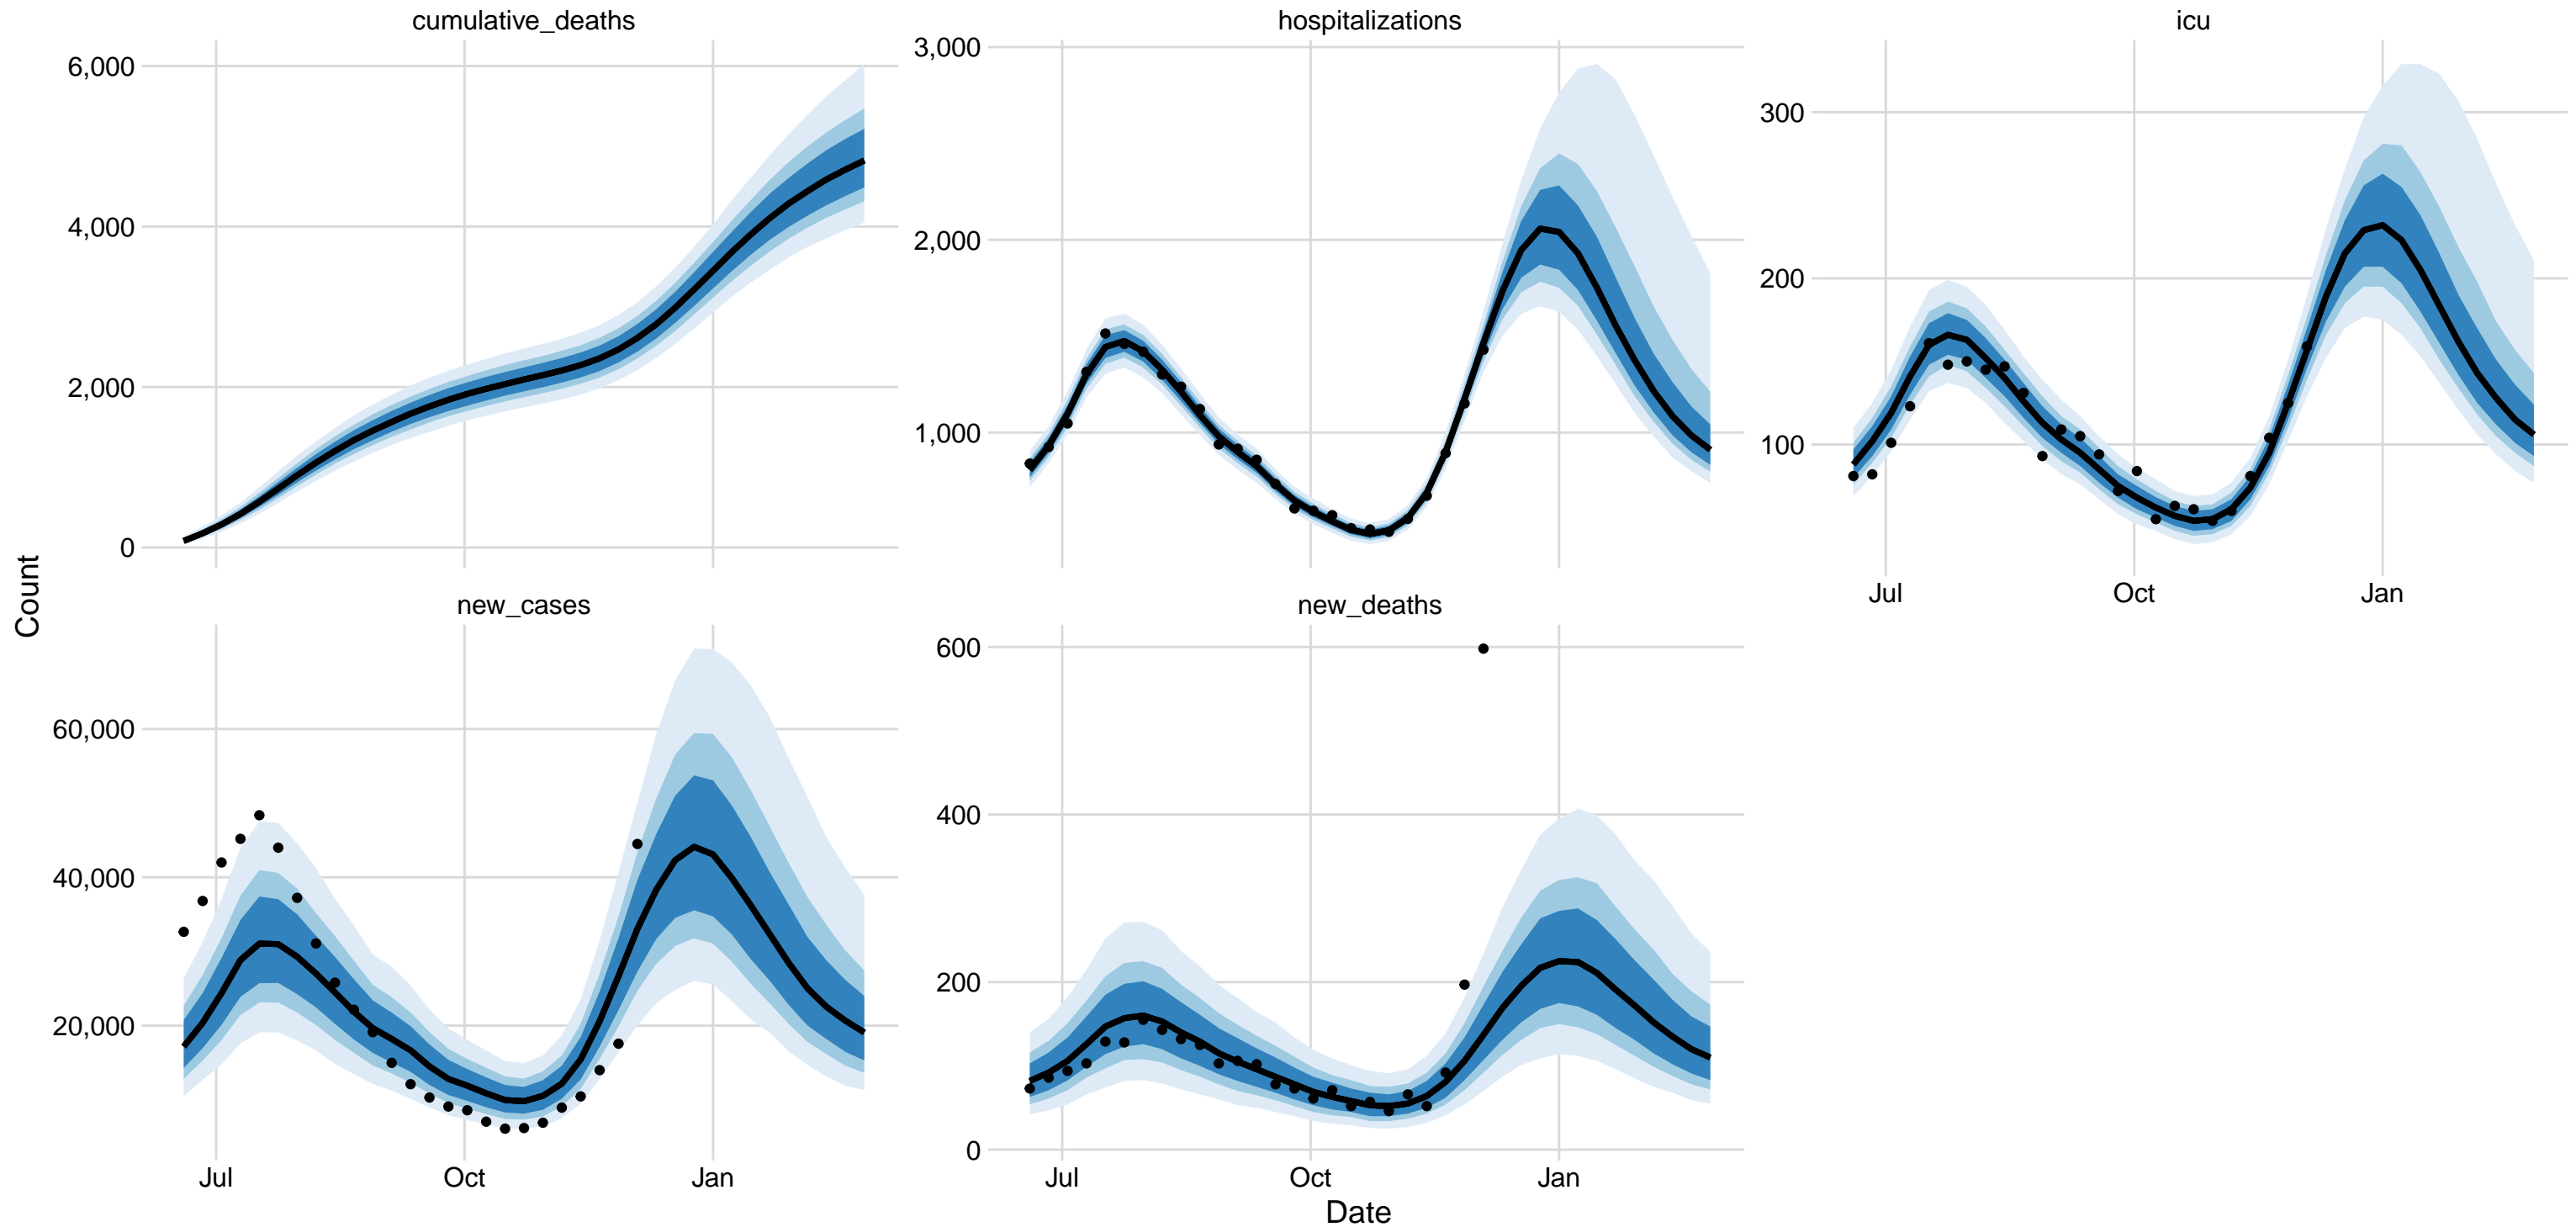 cumulative_deaths
hospitalizations
icu
6,000
4,000
2,000
0
3,000
2,000
1,000
300
200
100
Jul
Oct
Jan
Count
new_cases
new_deaths
60,000
40,000
20,000
600
400
200
0
Jul
Oct
Jan
Jul
Oct
Jan
Date